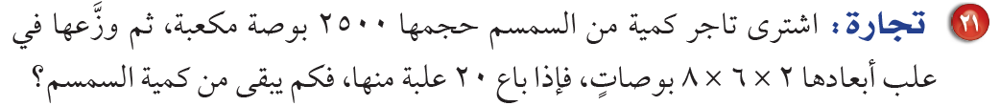 ٢١ تجارة: اشترى تاجر كمية من السمسم حجمها ٢٥٠٠ بوصة مكعبة، ثم وزَّعها في
علب أبعادها ٢ × ٦ × ٨ بوصاتٍ، فإذا باع ٢٠ علبة منها، فكم يبقى من كمية السمسم؟